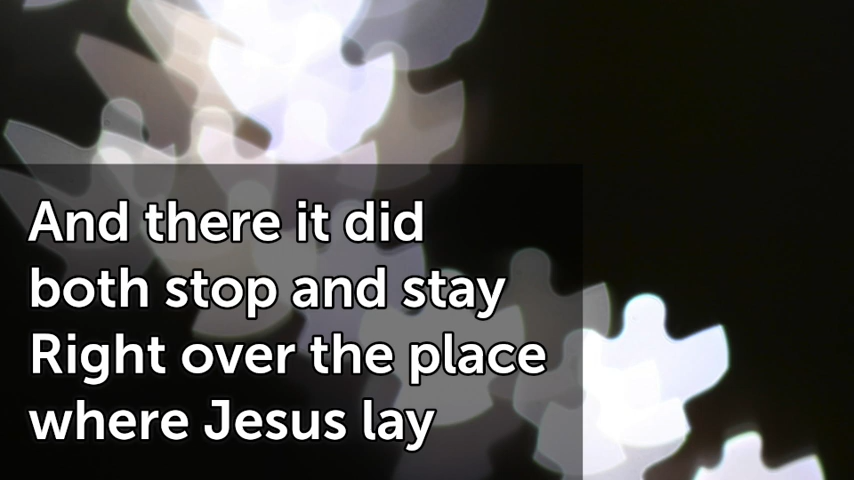 And there it did
both stop and stay
Right over the place
where Jesus lay